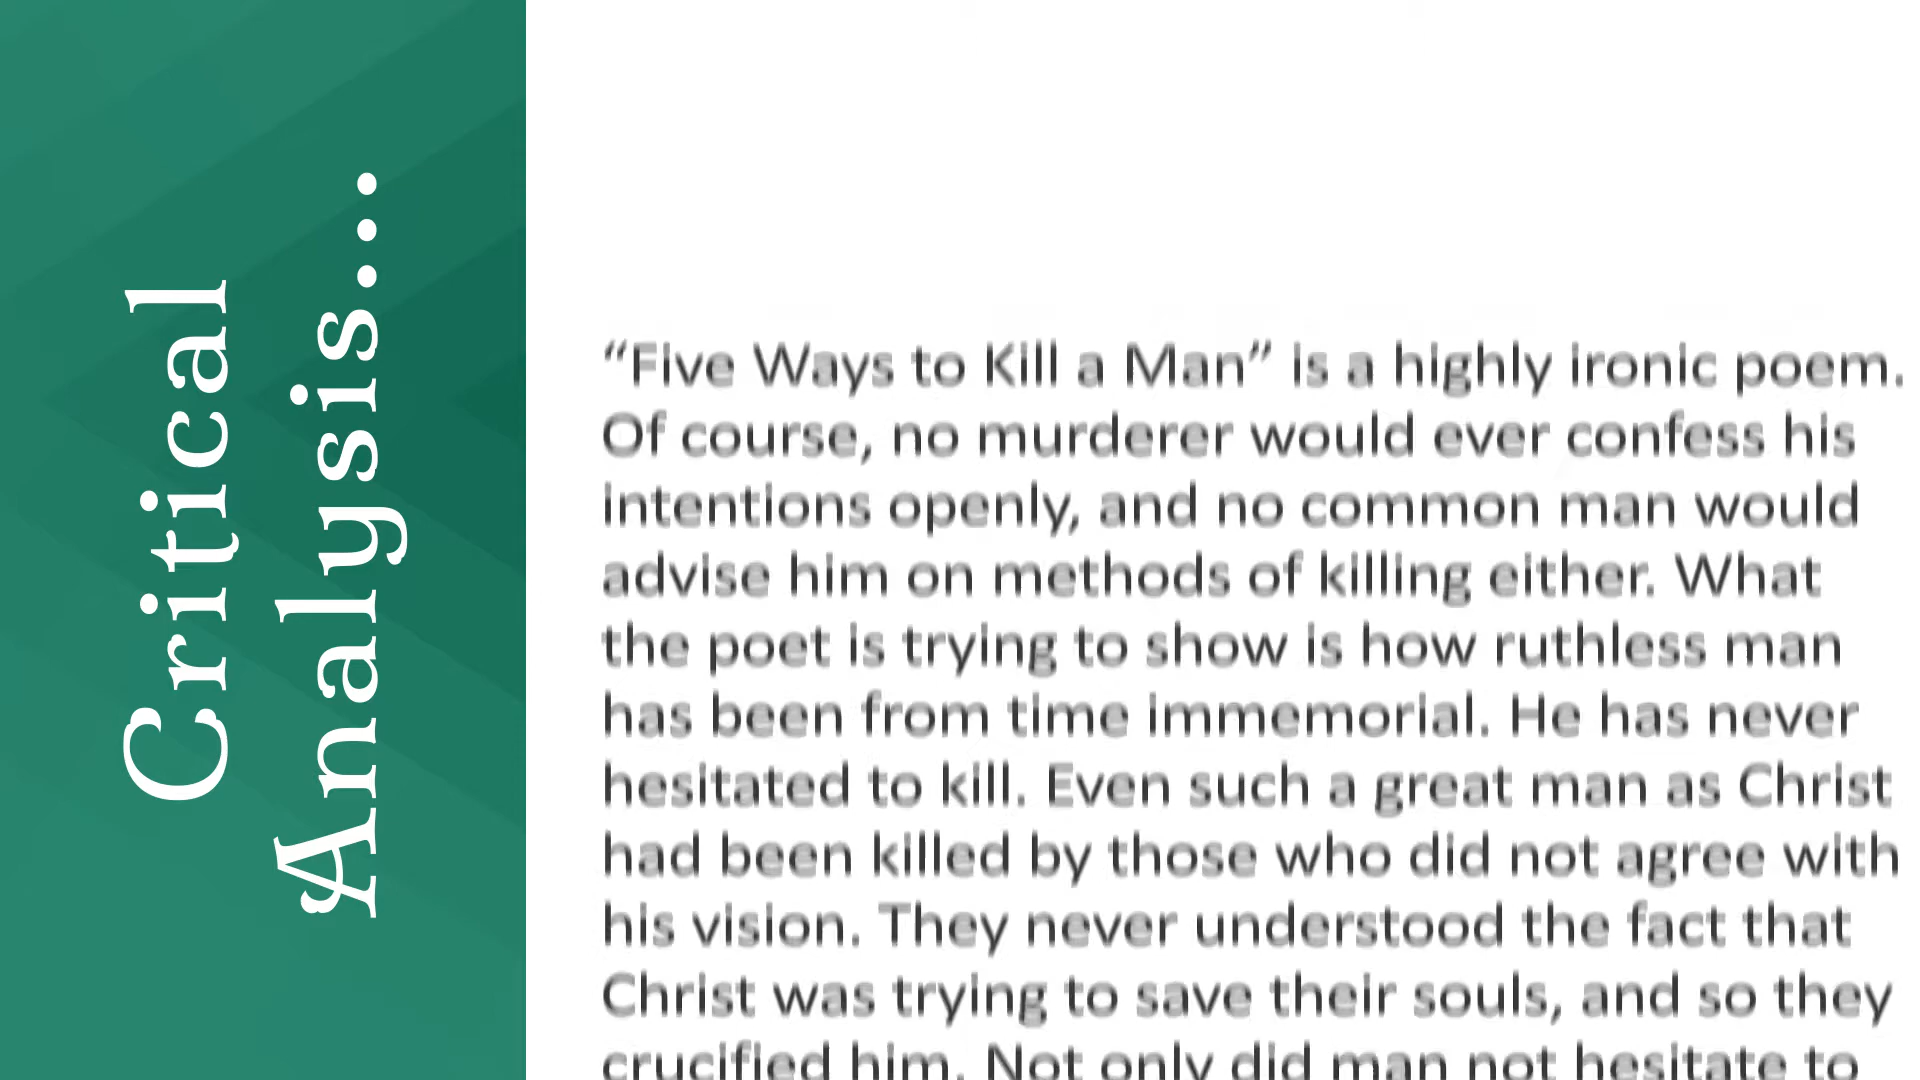 Critical
Analysis...
“Five Ways to Kill a Man” is a highly ironic poem.
Of course, no murderer would ever confess his
intentions openly, and no common man would
advise him on methods of killing either. What
the poet is trying to show is how ruthless man
has been from time immemorial. He has never
hesitated to kill. Even such a great man as Christ
had been killed by those who did not agree with
his vision. They never understood the fact that
Christ was trying to save their souls, and so they
crucified him. Not only did man not hesitate to